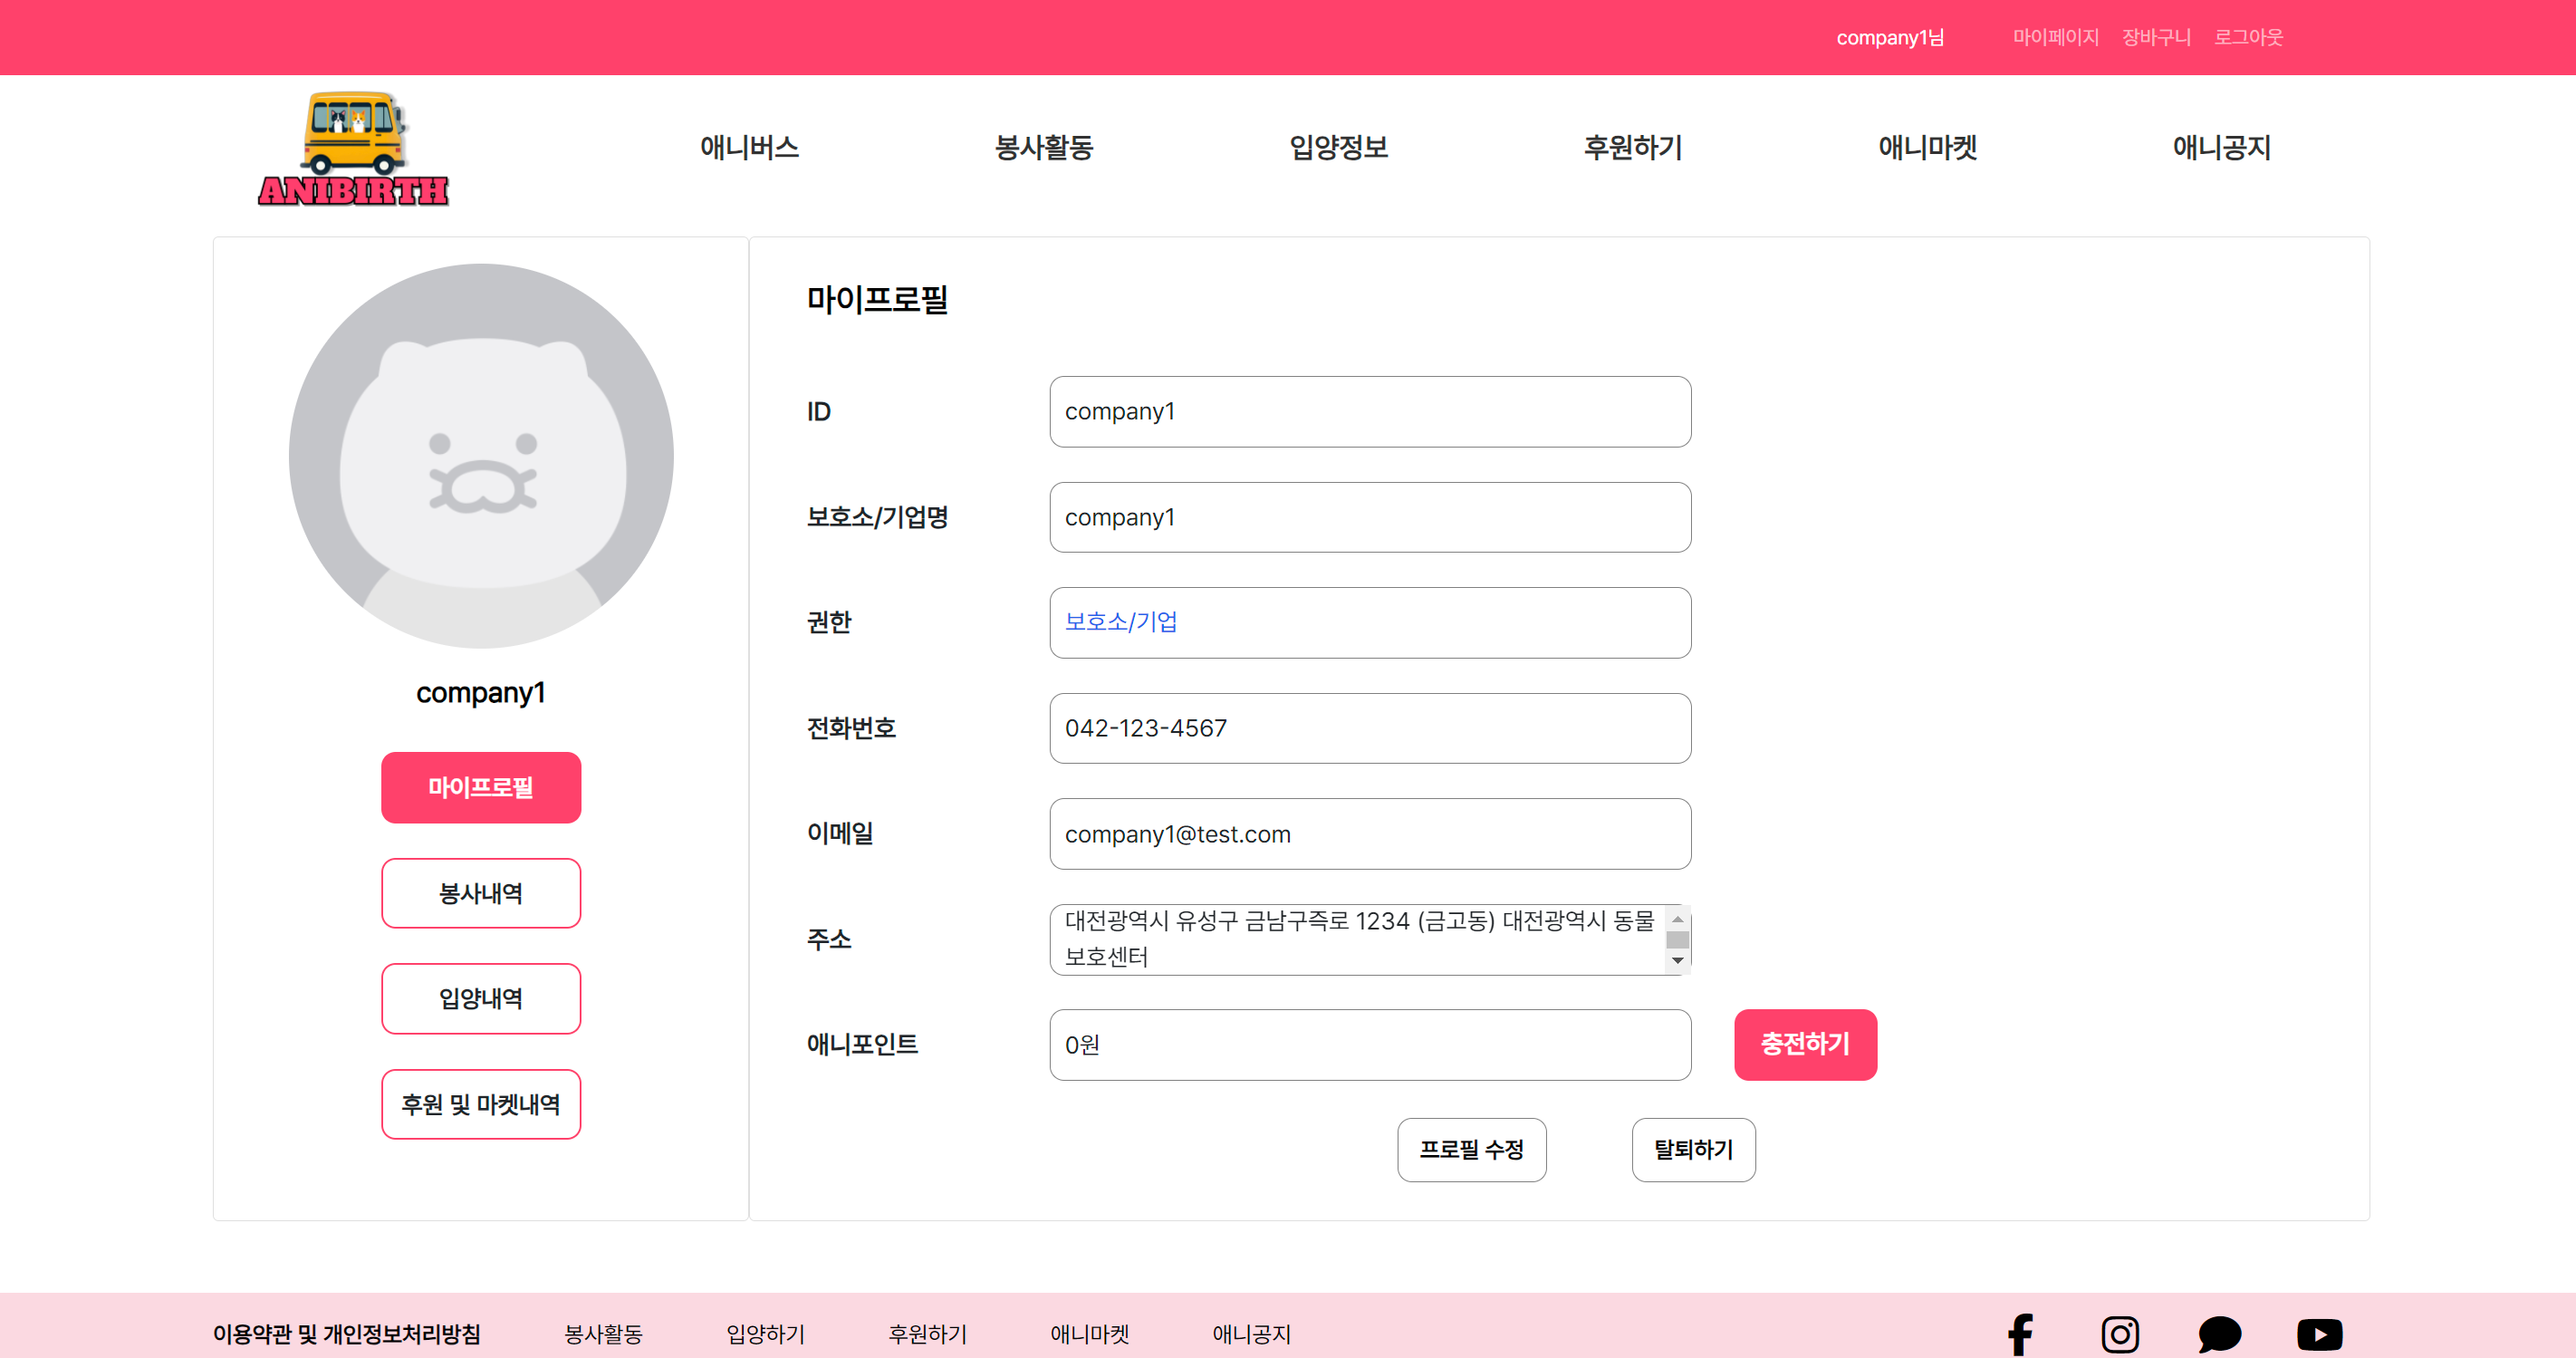 company1님 마이페이지 장바구니 로그아웃
ANIBIRTH
애니버스 봉사활동 입양정보 후원하기 애니마켓 애니공지
company1
마이프로필
봉사내역
입양내역
후원 및 마켓내역
마이프로필
ID company1
보호소/기업명 company1
권한 보호소/기업
전화번호 042-123-4567
이메일 company1@test.com
주소 대전광역시 유성구 금남구즉로 1234 (금고동) 대전광역시 동물
보호센터
애니포인트 0원 충전하기
프로필 수정 탈퇴하기
이용약관 및 개인정보처리방침 봉사활동 입양하기 후원하기 애니마켓 애니공지